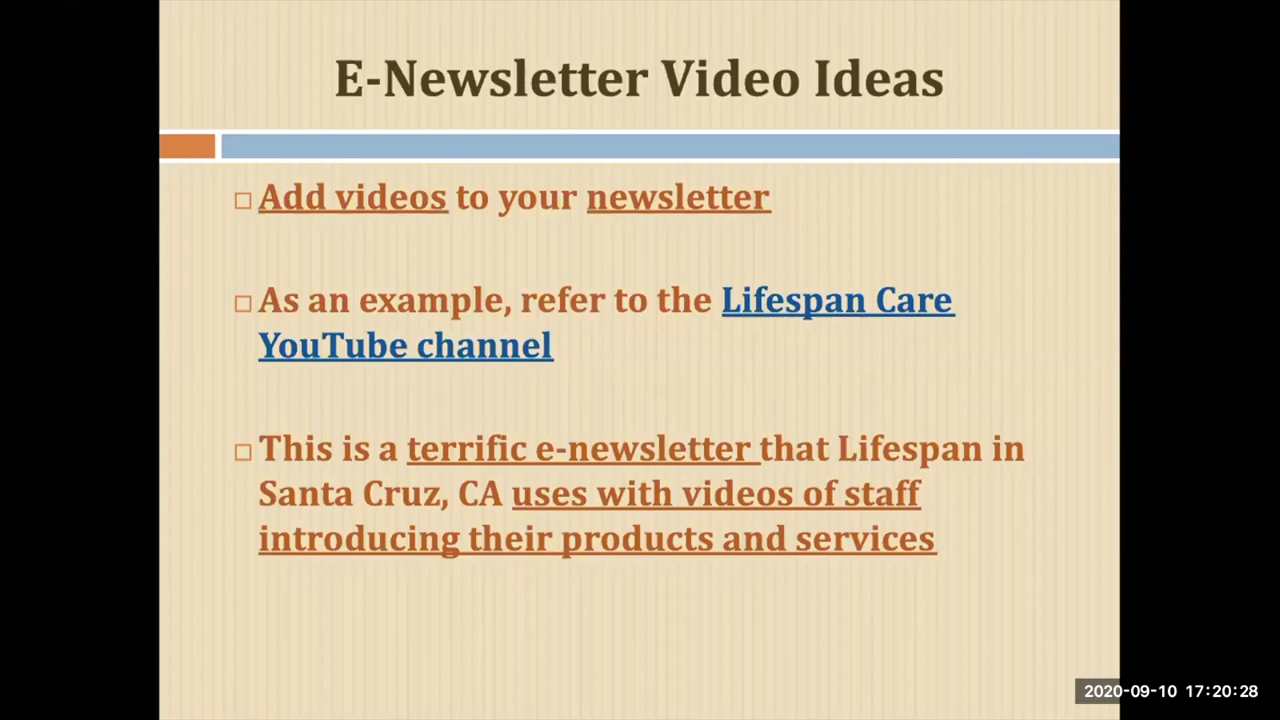 E-Newsletter Video Ideas
Add videos to your newsletter
As an example, refer to the Lifespan Care
YouTube channel
This is a terrific e-newsletter that Lifespan in
Santa Cruz, CA uses with videos of staff
introducing their products and services
2020-09-10 17:20:28